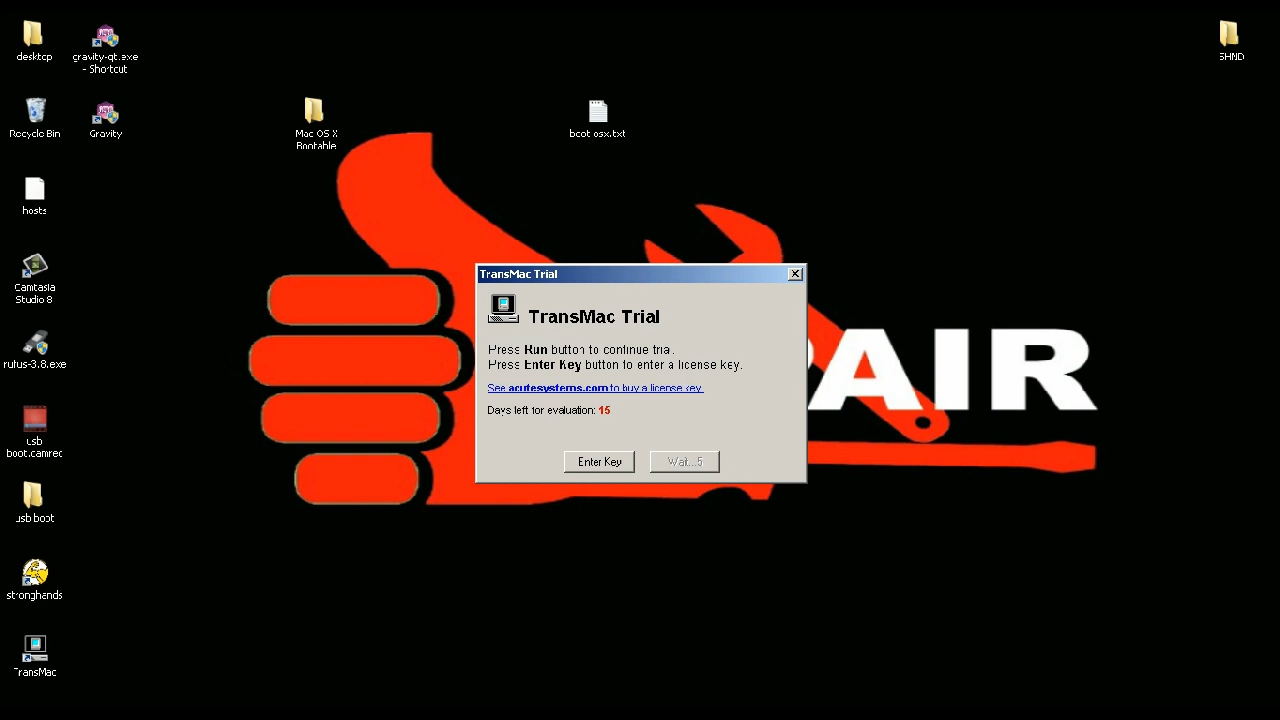 desktop
gravity-qt.exe
- Shortcut
SHND
Recycle Bin
Gravity
Mac OS X
Bootable
boot osx.txt
hosts
Camtasia
Studio 8
rufus-3.8.exe
usb
boot.camrec
usb boot
stronghands
TransMac
TransMac Trial
TransMac Trial
Press Run button to continue trial.
Press Enter Key button to enter a license key.
See acutesystems.com to buy a license key.
Days left for evaluation: 15
Enter Key
Wait...5
AIR